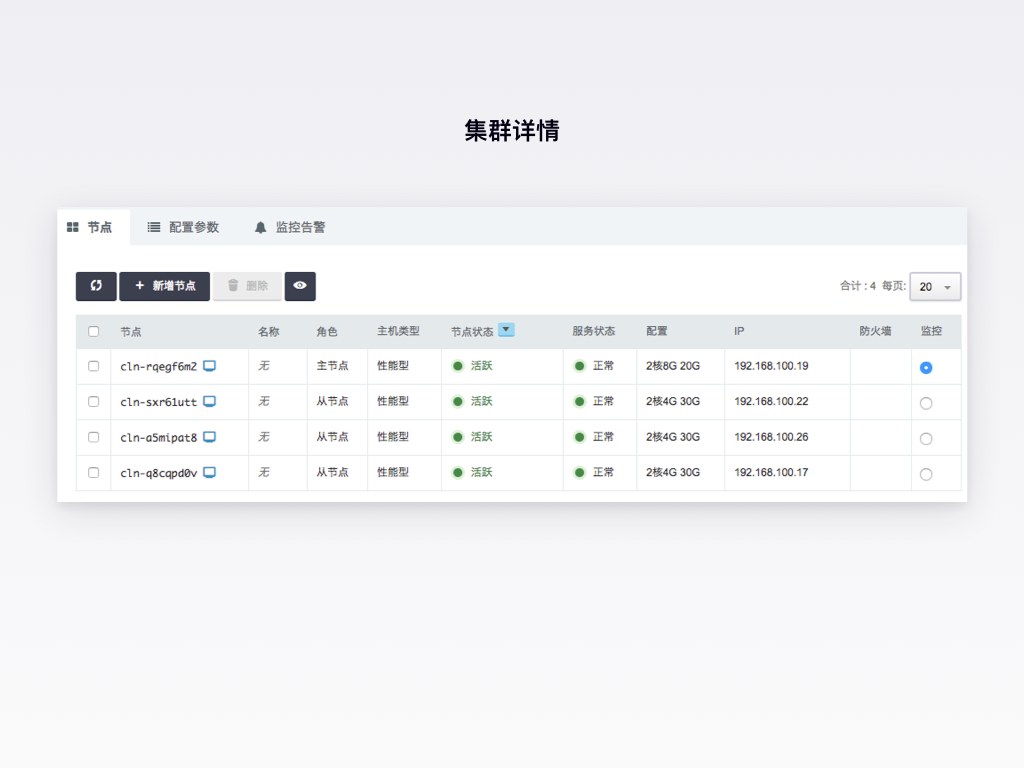 集群详情
节点 配置参数 监控告警
新增节点 删除 合计：4 每页: 20
节点 名称 角色 主机类型 节点状态 服务状态 配置 IP 防火墙 监控
cln-rqegf6m2 无 主节点 性能型 活跃 正常 2核8G 20G 192.168.100.19
cln-sxr61utt 无 从节点 性能型 活跃 正常 2核4G 30G 192.168.100.22
cln-a5mipat8 无 从节点 性能型 活跃 正常 2核4G 30G 192.168.100.26
cln-q8cqpd0v 无 从节点 性能型 活跃 正常 2核4G 30G 192.168.100.17